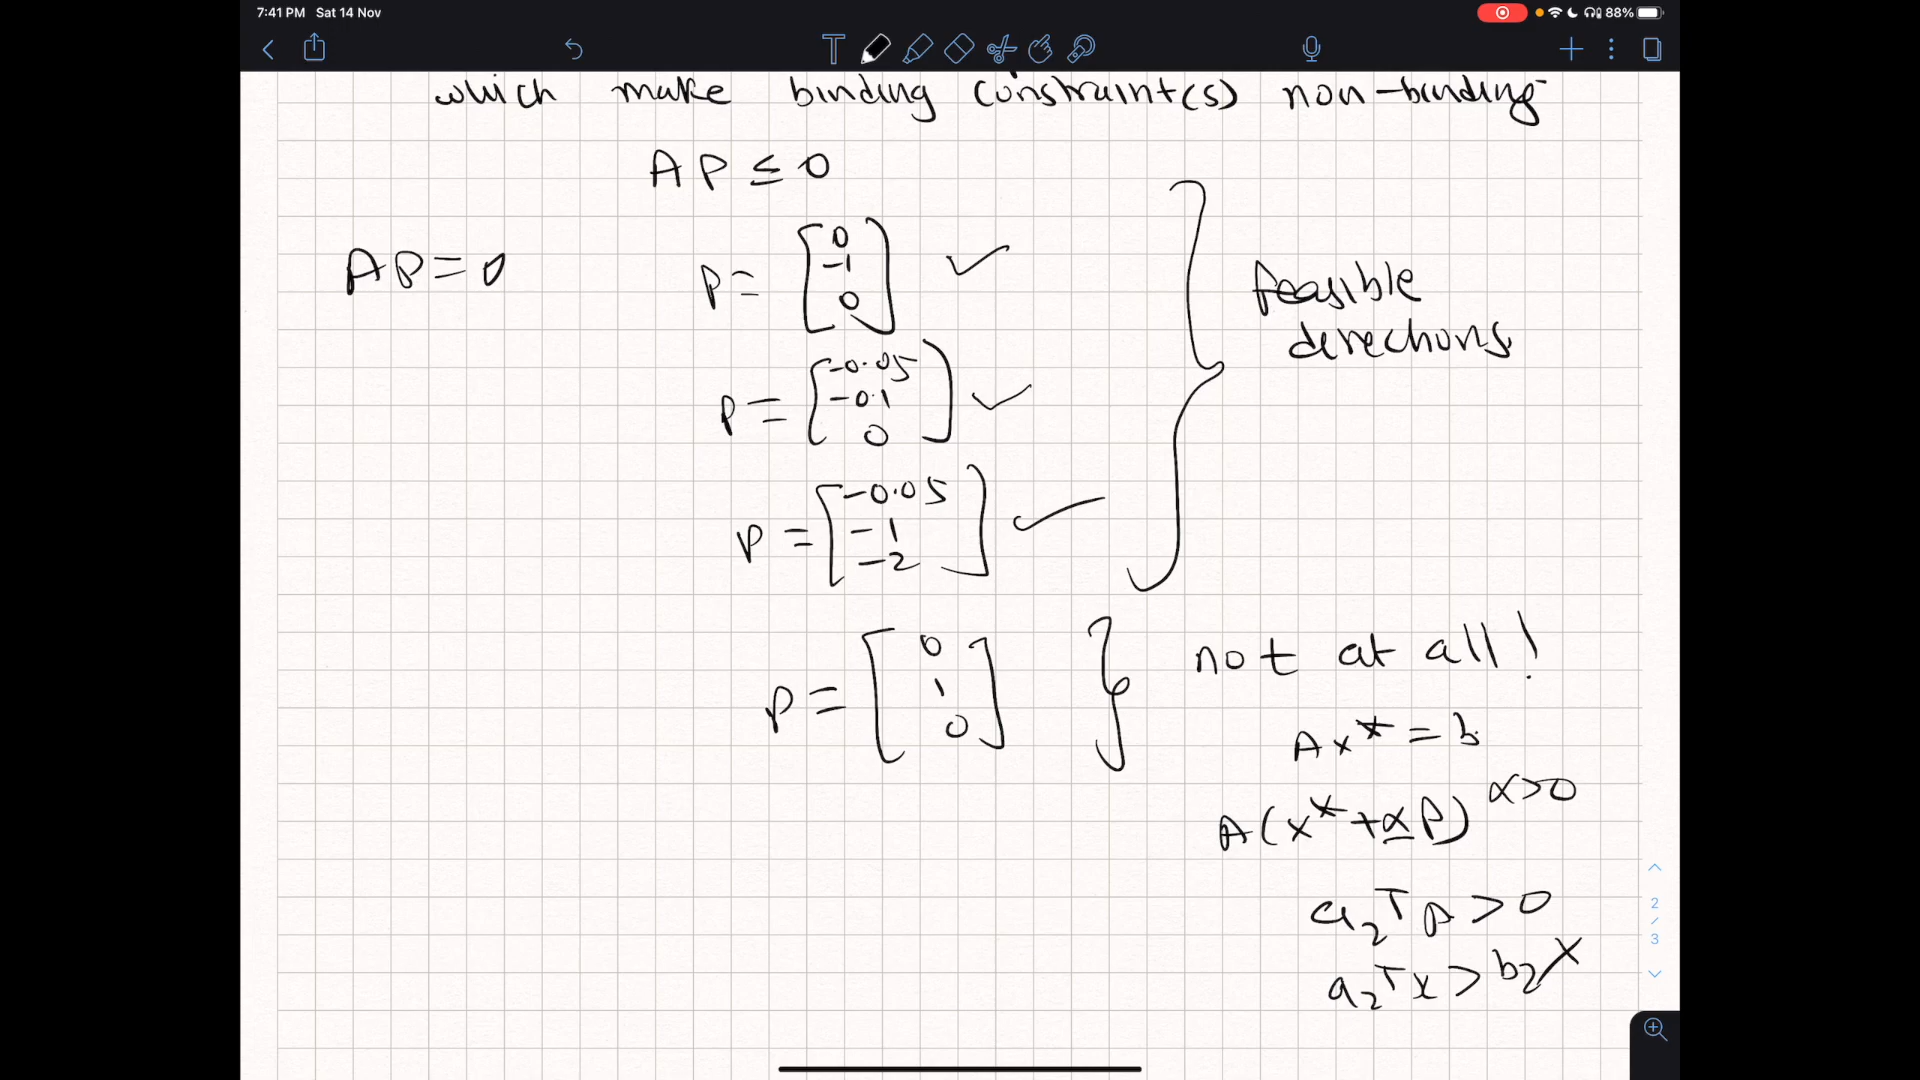 7:41 PM Sat 14 Nov
88%
which make binding constraint(s) non-binding
AP ≤ 0
AP = 0
P = [0 -1 0] ✓
P = [-0.05 -0.1 0] ✓
P = [-0.05 -1 -2] ✓
feasible
directions
P = [0 1 0]
not at all!
Ax* = b
A(x* + αP) α>0
a₂ᵀp > 0
a₂ᵀx > b₂ X
2
/
3